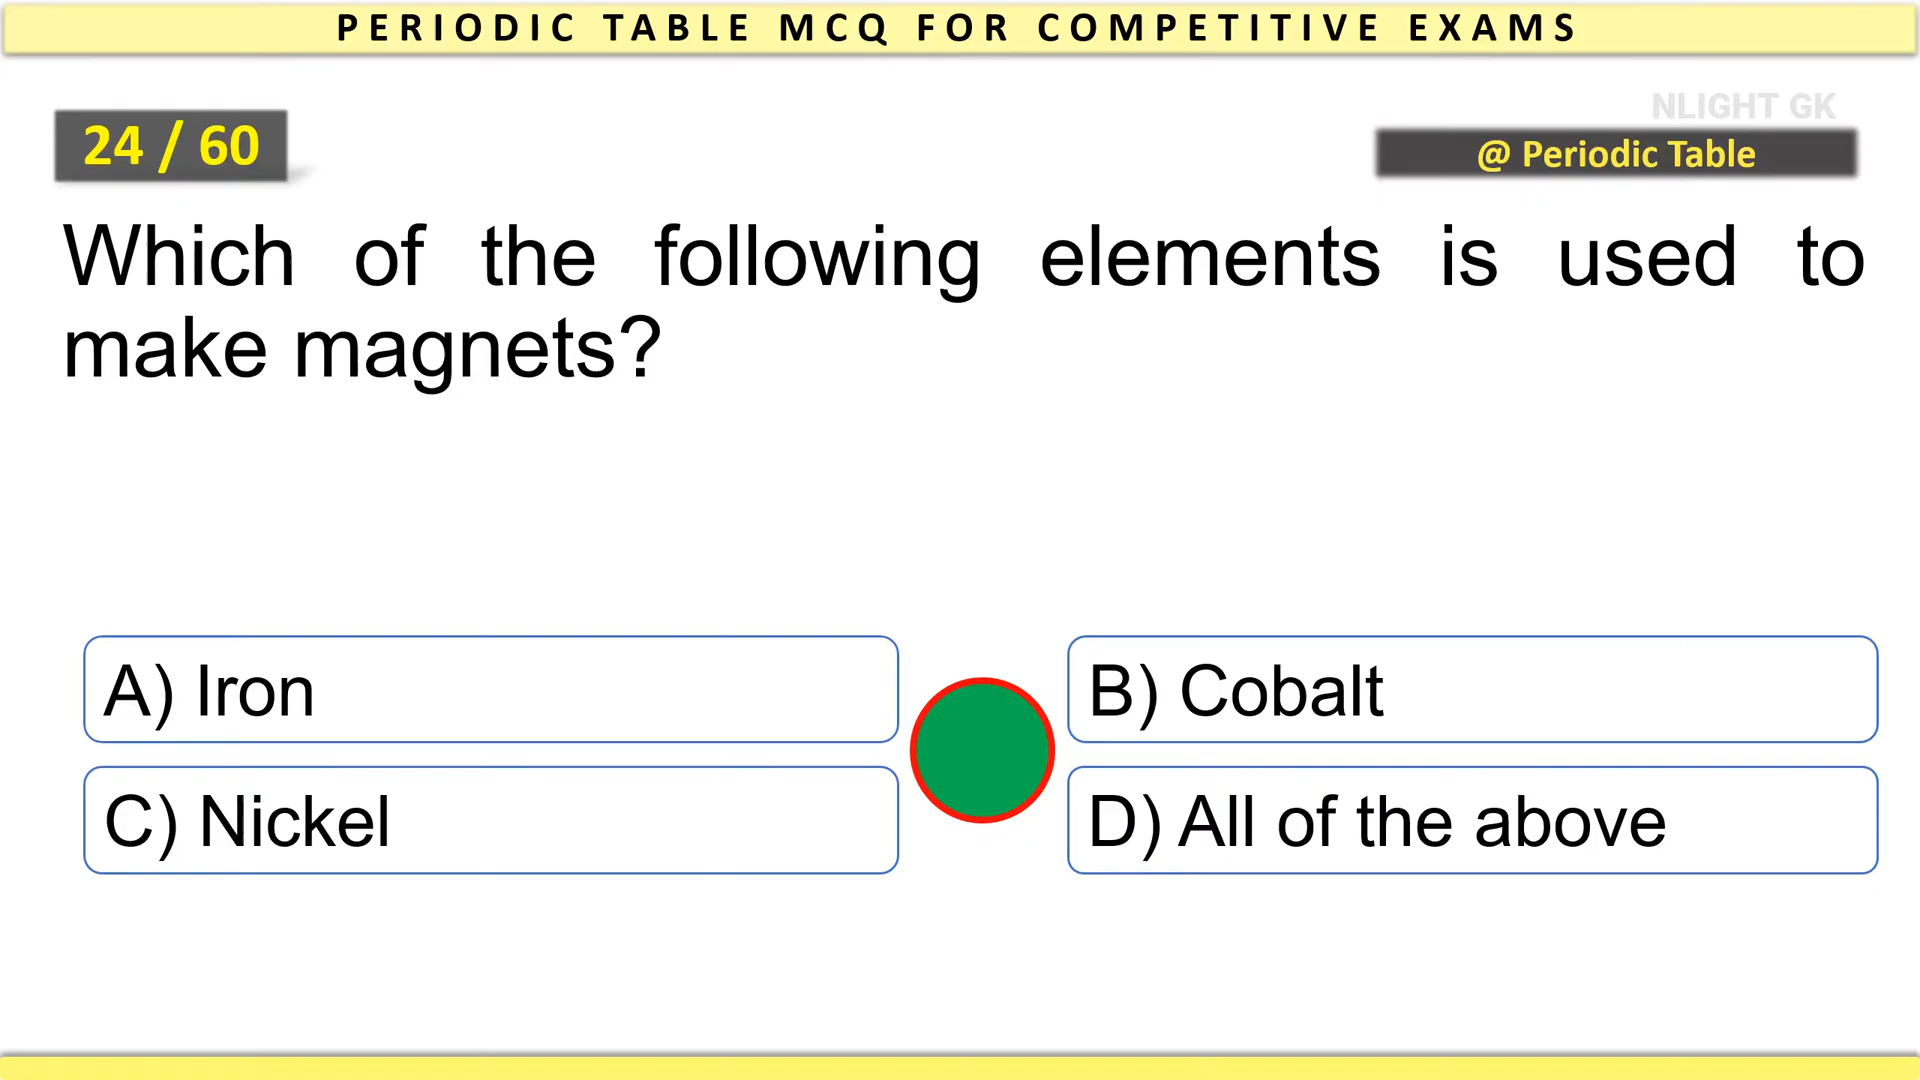 PERIODIC TABLE MCQ FOR COMPETITIVE EXAMS
NLIGHT GK
24 / 60
@ Periodic Table
Which of the following elements is used to
make magnets?
A) Iron
B) Cobalt
C) Nickel
D) All of the above